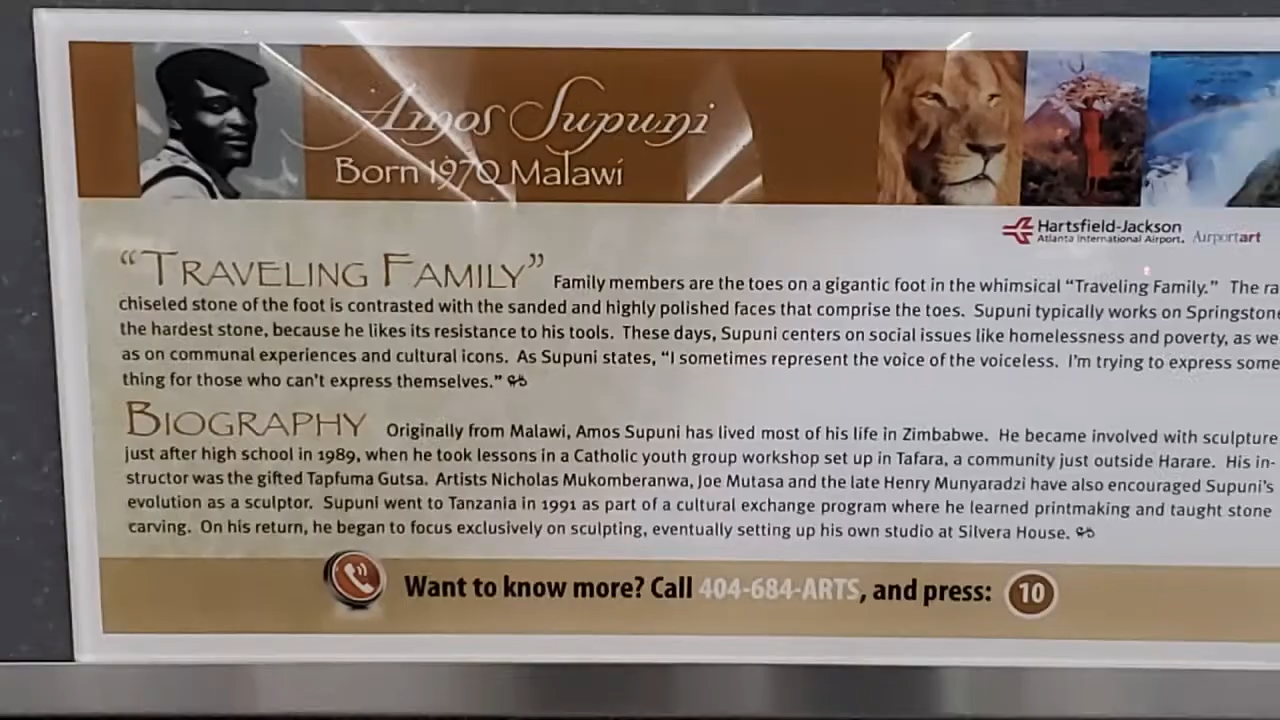 Amos Supuni
Born 1970 Malawi
Hartsfield-Jackson
Atlanta International Airport. Airportart
“TRAVELING FAMILY” Family members are the toes on a gigantic foot in the whimsical “Traveling Family.” The
chiseled stone of the foot is contrasted with the sanded and highly polished faces that comprise the toes. Supuni typically works on Springstone
the hardest stone, because he likes its resistance to his tools. These days, Supuni centers on social issues like homelessness and poverty, as
as on communal experiences and cultural icons. As Supuni states, “I sometimes represent the voice of the voiceless. I'm trying to express some
thing for those who can't express themselves.”
BIOGRAPHY Originally from Malawi, Amos Supuni has lived most of his life in Zimbabwe. He became involved with sculpture
just after high school in 1989, when he took lessons in a Catholic youth group workshop set up in Tafara, a community just outside Harare. His in-
structor was the gifted Tapfuma Gutsa. Artists Nicholas Mukomberanwa, Joe Mutasa and the late Henry Munyaradzi have also encouraged Supuni's
evolution as a sculptor. Supuni went to Tanzania in 1991 as part of a cultural exchange program where he learned printmaking and taught stone
carving. On his return, he began to focus exclusively on sculpting, eventually setting up his own studio at Silvera House.
Want to know more? Call 404-684-ARTS, and press: 10